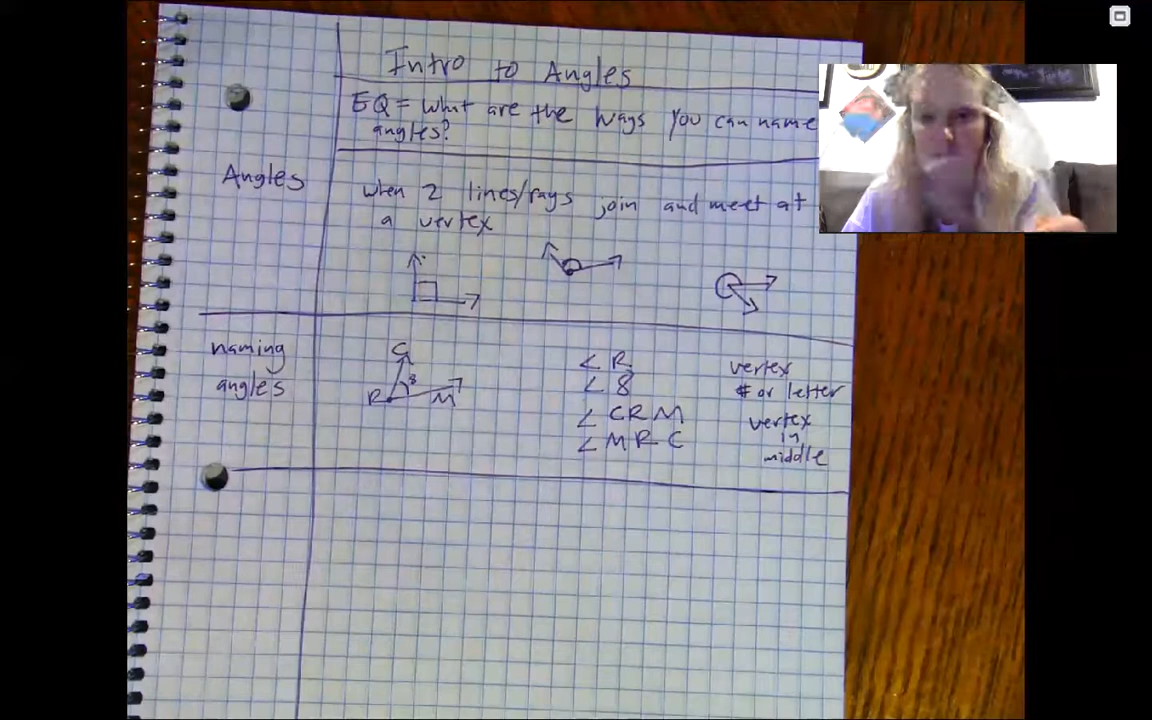 Intro to Angles
EQ = What are the ways you can name
angles?
Angles
when 2 lines/rays join and meet at
a vertex
naming
angles
C
8
R
M
∠ R
∠ 8
∠ CRM
∠ MRC
vertex
# or letter
vertex
in
middle